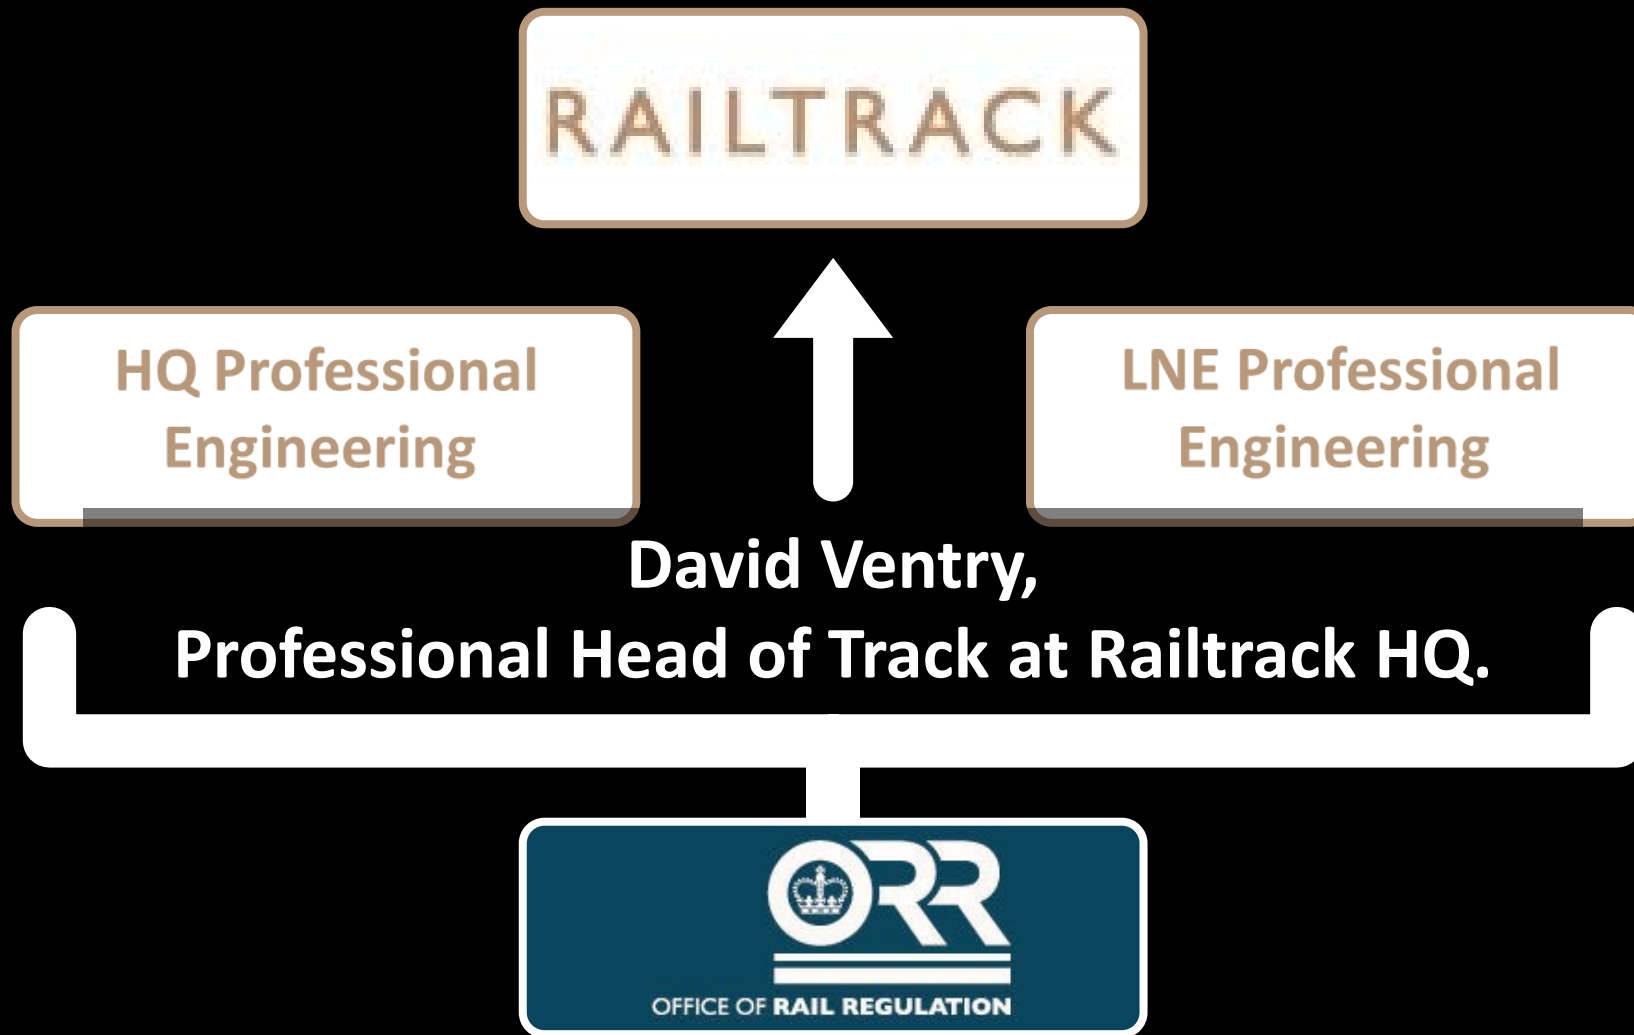 RAILTRACK
HQ Professional
Engineering
LNE Professional
Engineering
David Ventry,
Professional Head of Track at Railtrack HQ.
ORR
OFFICE OF RAIL REGULATION